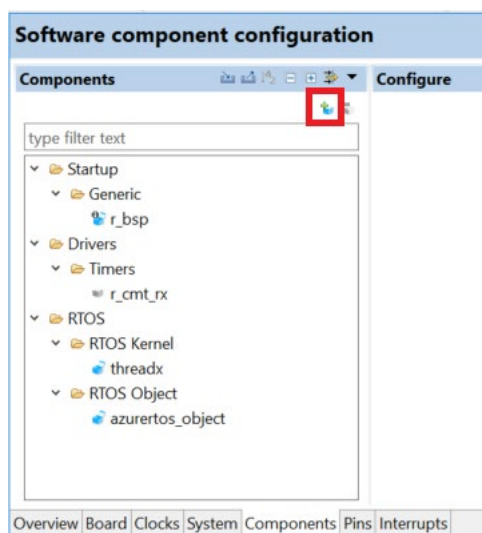 Software component configuration
Components
Configure
type filter text
Startup
Generic
r_bsp
Drivers
Timers
r_cmt_rx
RTOS
RTOS Kernel
threadx
RTOS Object
azurertos_object
Overview Board Clocks System Components Pins Interrupts